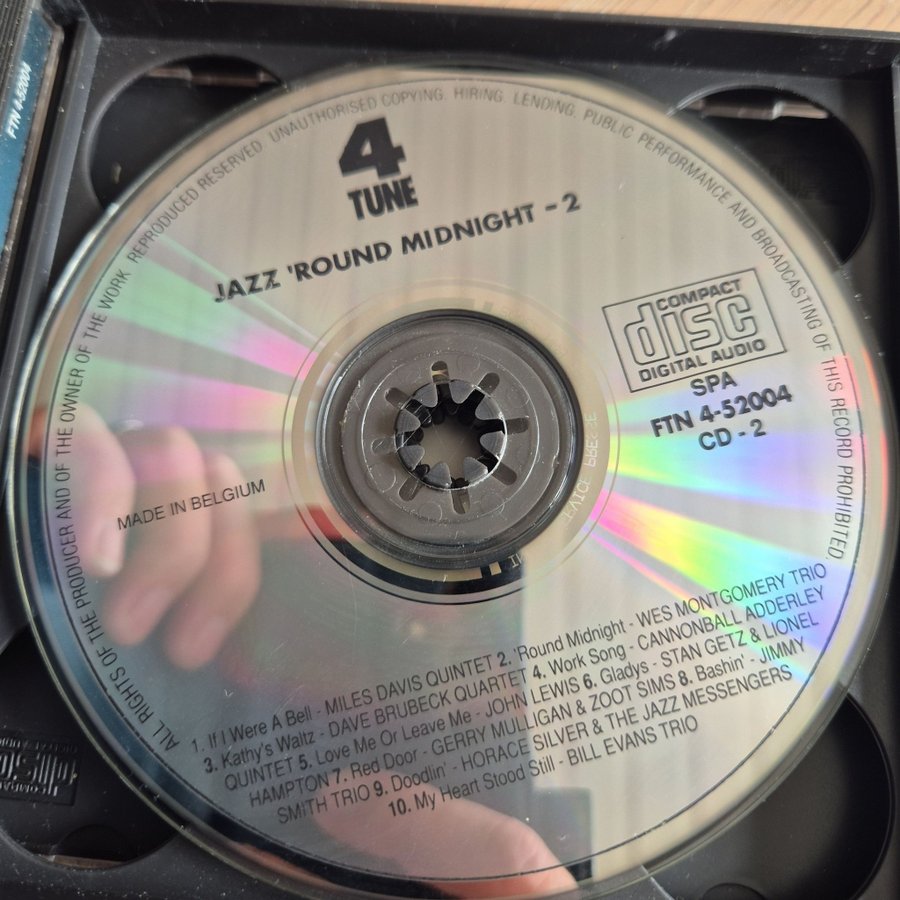 FTN 4-52004
ALL RIGHTS OF THE PRODUCER AND OF THE OWNER OF THE WORK REPRODUCED RESERVED. UNAUTHORISED COPYING. HIRING. LENDING. PUBLIC PERFORMANCE AND BROADCASTING OF THIS RECORD PROHIBITED
4
TUNE
JAZZ 'ROUND MIDNIGHT - 2
COMPACT
disc
DIGITAL AUDIO
SPA
FTN 4-52004
CD - 2
MADE IN BELGIUM
1. If I Were A Bell - MILES DAVIS QUINTET 2. 'Round Midnight - WES MONTGOMERY TRIO
3. Kathy's Waltz - DAVE BRUBECK QUARTET 4. Work Song - CANNONBALL ADDERLEY
QUINTET 5. Love Me Or Leave Me - JOHN LEWIS 6. Gladys - STAN GETZ & LIONEL
HAMPTON 7. Red Door - GERRY MULLIGAN & ZOOT SIMS 8. Bashin' - JIMMY
SMITH TRIO 9. Doodlin' - HORACE SILVER & THE JAZZ MESSENGERS
10. My Heart Stood Still - BILL EVANS TRIO